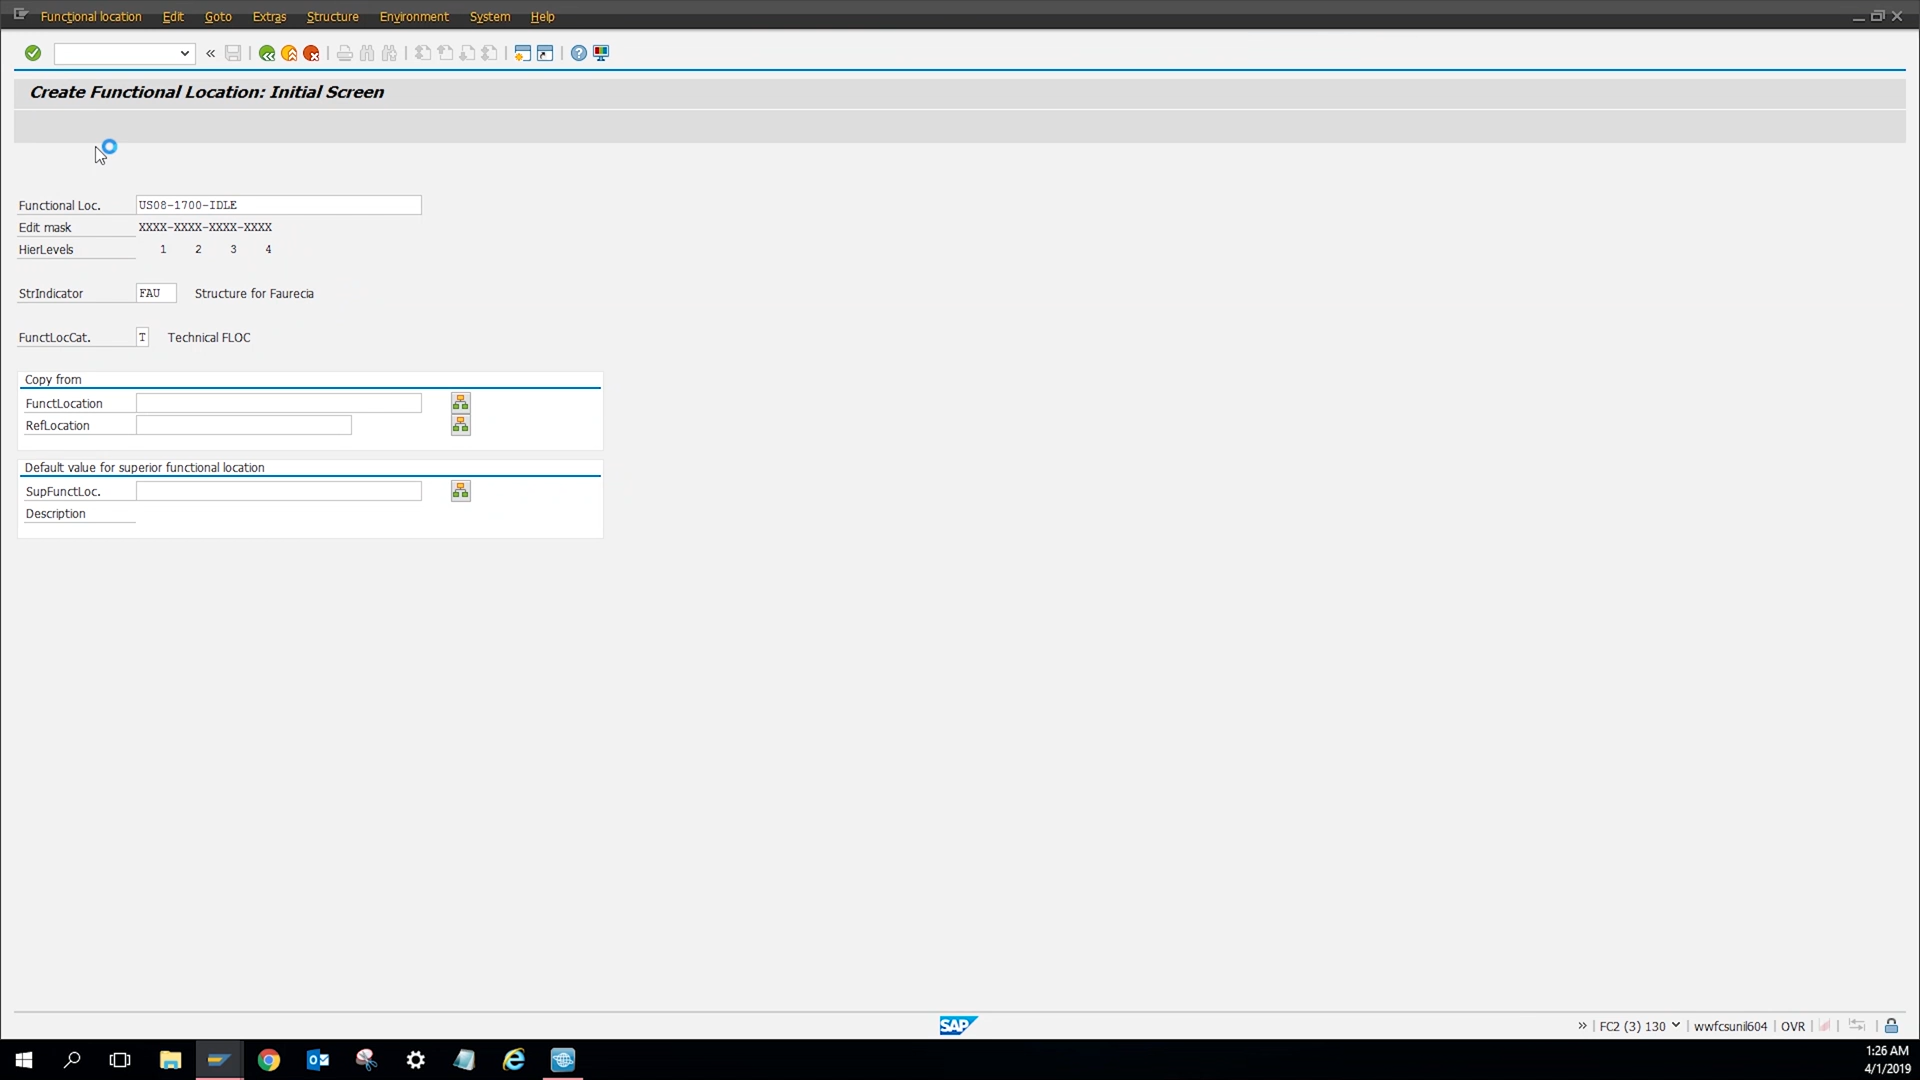 Functional location Edit Goto Extras Structure Environment System Help
Create Functional Location: Initial Screen
Functional Loc. US08-1700-IDLE
Edit mask XXXX-XXXX-XXXX-XXXX
HierLevels 1 2 3 4
StrIndicator FAU Structure for Faurecia
FunctLocCat. T Technical FLOC
Copy from
FunctLocation
RefLocation
Default value for superior functional location
SupFunctLoc.
Description
SAP
FC2 (3) 130 wwfcsunil604 OVR
1:26 AM
4/1/2019